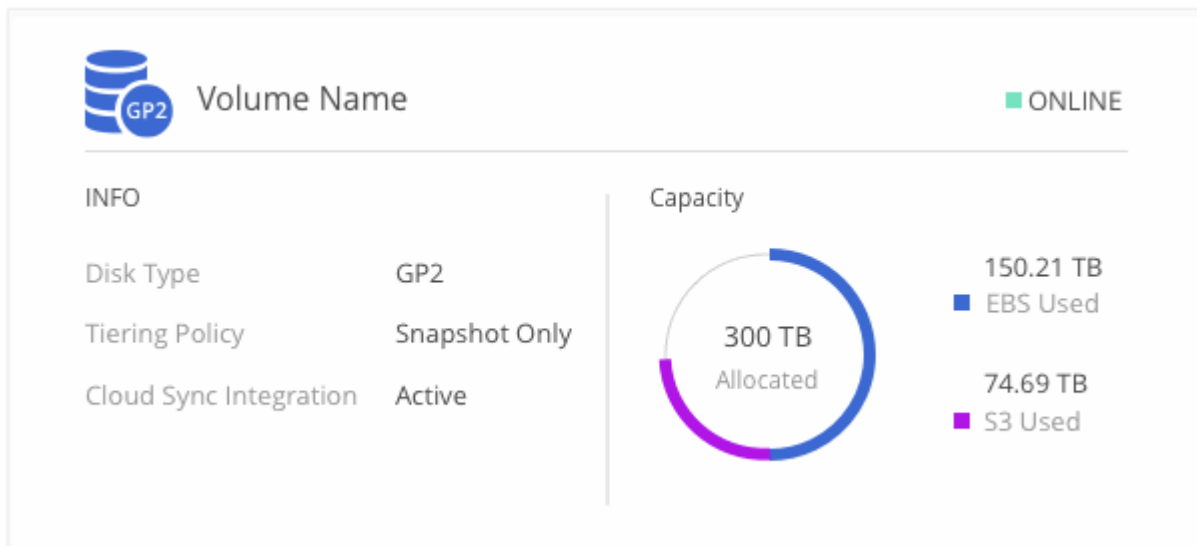 GP2
Volume Name
ONLINE
INFO
Disk Type GP2
Tiering Policy Snapshot Only
Cloud Sync Integration Active
Capacity
300 TB
Allocated
150.21 TB
EBS Used
74.69 TB
S3 Used